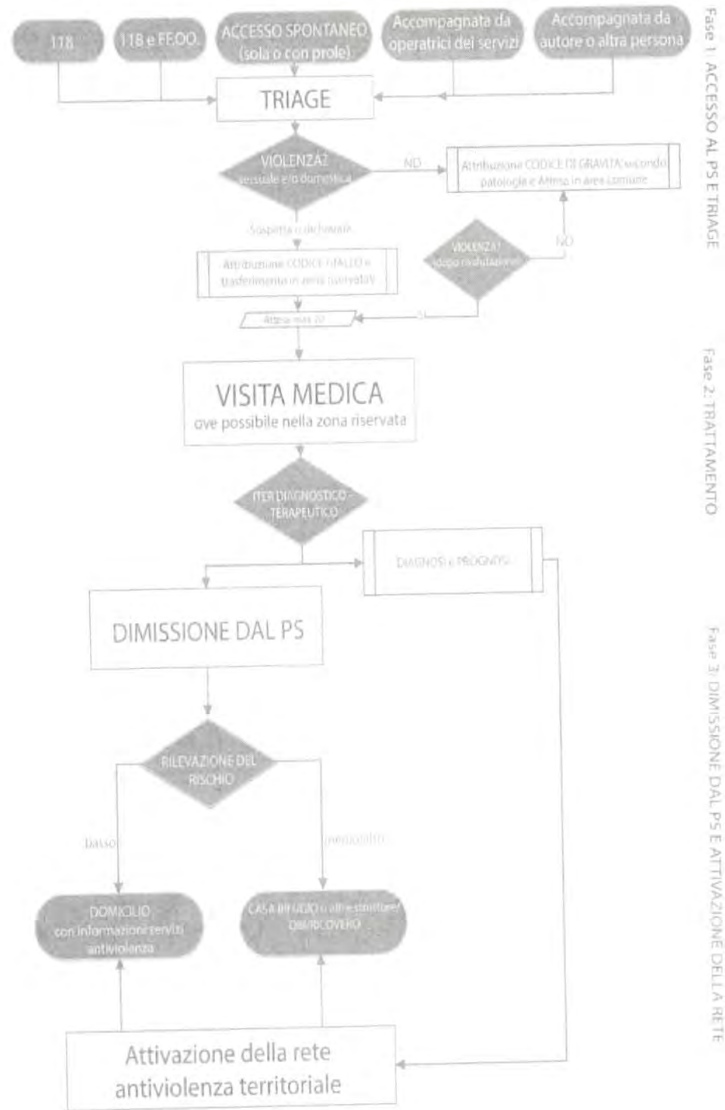 118
118 e FF.OO.
ACCESSO SPONTANEO
(sola o con prole)
Accompagnata da
operatrici dei servizi
Accompagnata da
autore o altra persona
Fase 1: ACCESSO AL PS E TRIAGE
TRIAGE
VIOLENZA?
sessuale e/o domestica
NO
Attribuzione CODICE DI GRAVITA' secondo
patologia e Attesa in area comune
Sospetta o dichiarata
VIOLENZA?
(dopo rivalutazione)
NO
Attribuzione CODICE GIALLO e
trasferimento in area riservata
SI
Attesa max 20'
VISITA MEDICA
ove possibile nella zona riservata
Fase 2: TRATTAMENTO
ITER DIAGNOSTICO -
TERAPEUTICO
DIAGNOSI e PROGNOSI
DIMISSIONE DAL PS
Fase 3: DIMISSIONE DAL PS E ATTIVAZIONE DELLA RETE
RILEVAZIONE DEL
RISCHIO
basso
medio/alto
DOMICILIO
con informazioni servizi
antiviolenza
CASA RIFUGIO o altre strutture/
OBI/RICOVERO
Attivazione della rete
antiviolenza territoriale